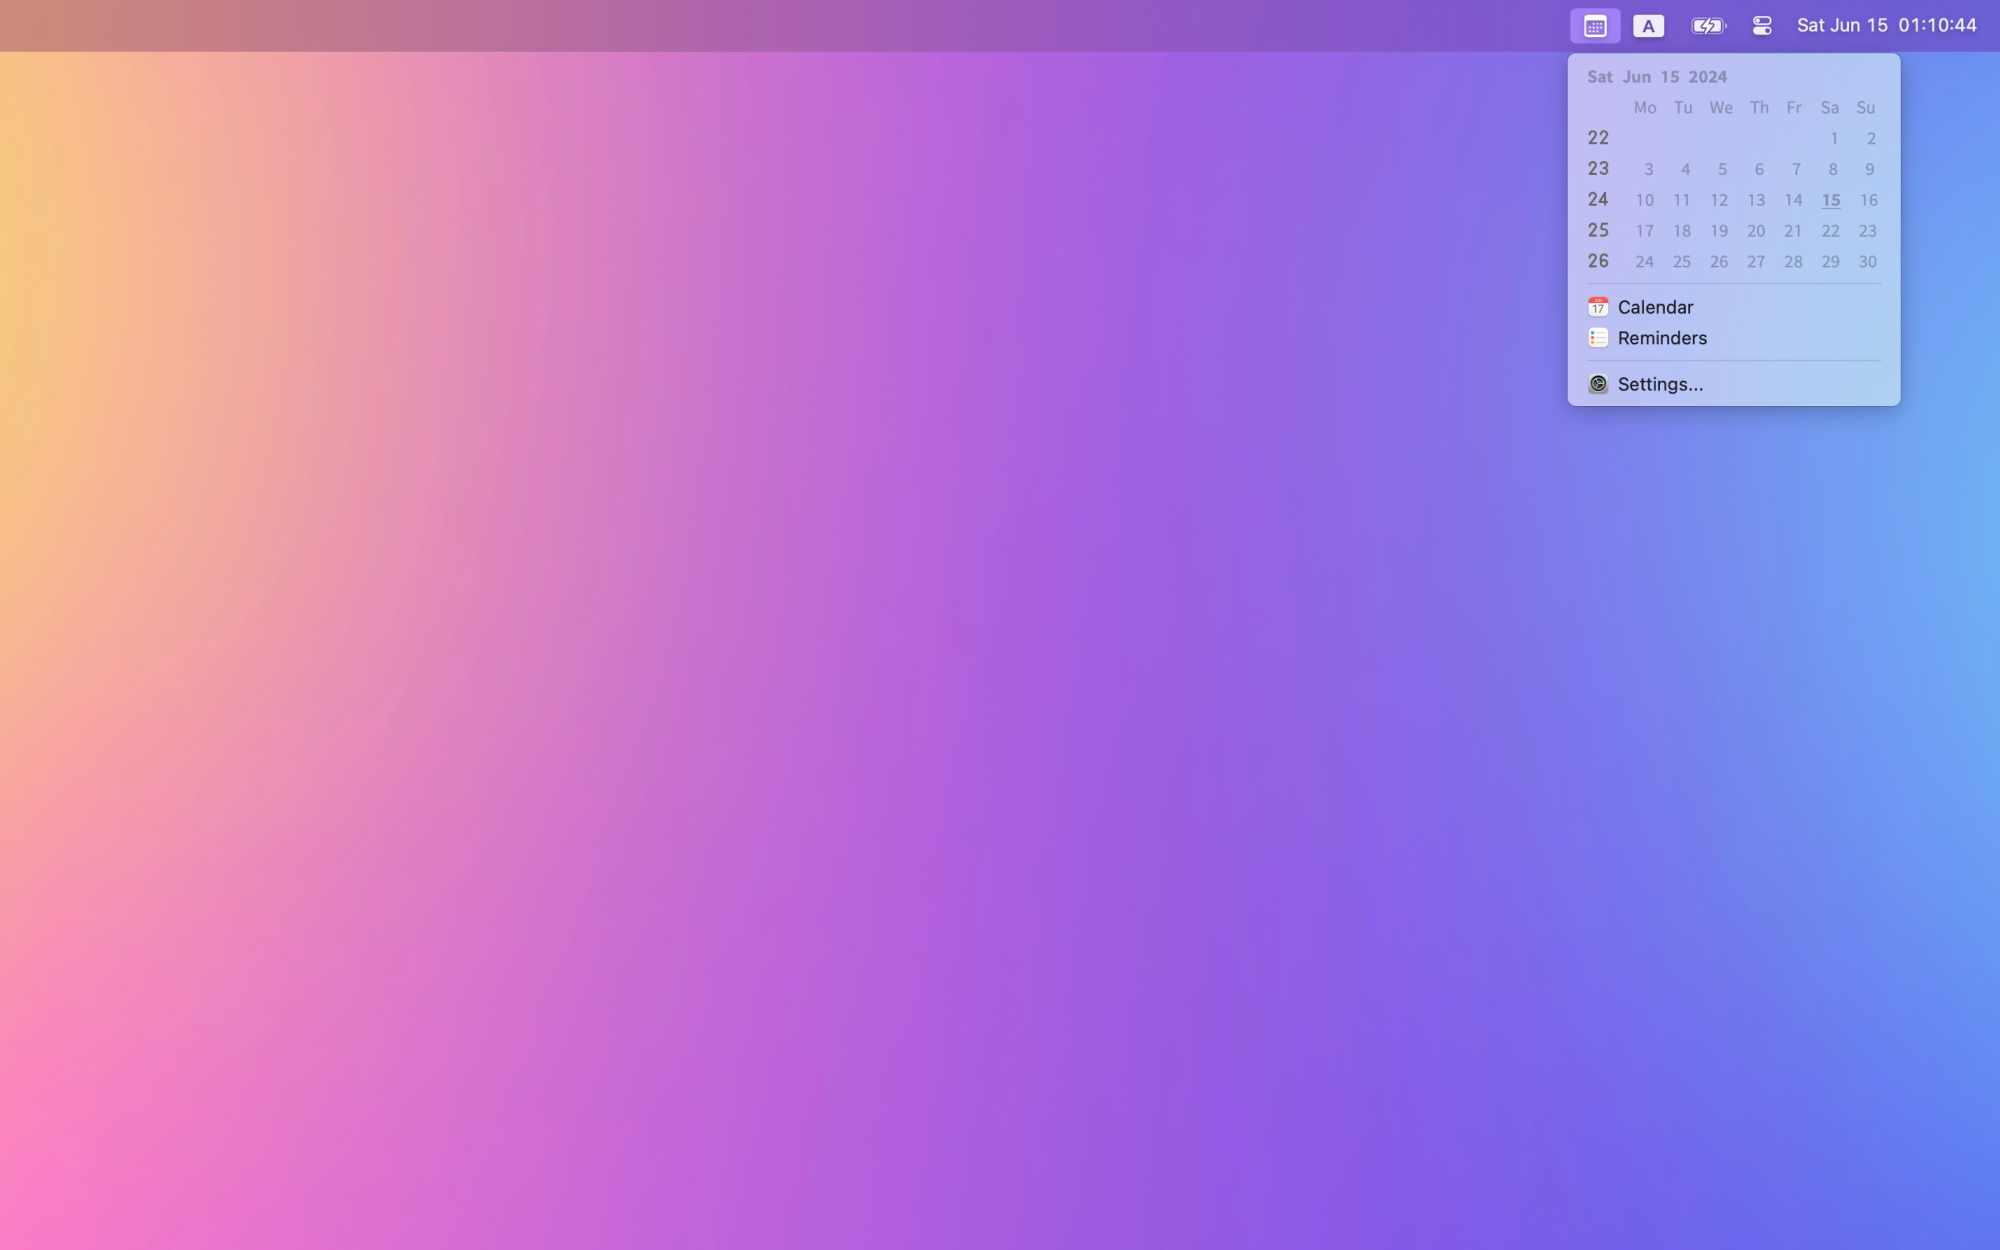 A Sat Jun 15 01:10:44
Sat Jun 15 2024
Mo Tu We Th Fr Sa Su
22 1 2
23 3 4 5 6 7 8 9
24 10 11 12 13 14 15 16
25 17 18 19 20 21 22 23
26 24 25 26 27 28 29 30
17 Calendar
Reminders
Settings...